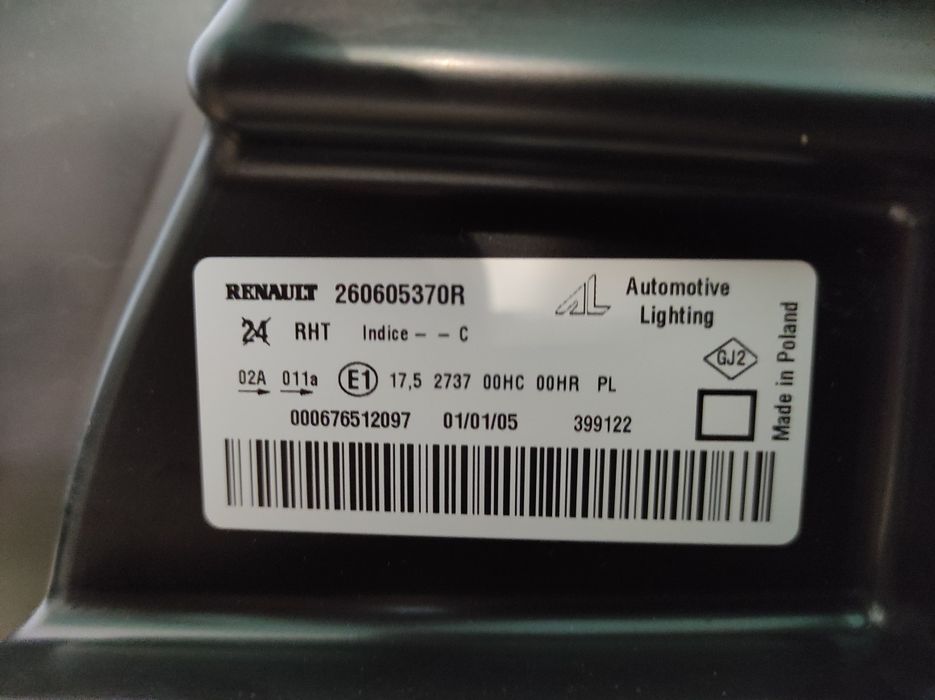 RENAULT 260605370R
AL Automotive
Lighting
24 RHT Indice - - C
GJ2
02A 011a E1 17,5 2737 00HC 00HR PL
000676512097 01/01/05 399122
Made in Poland